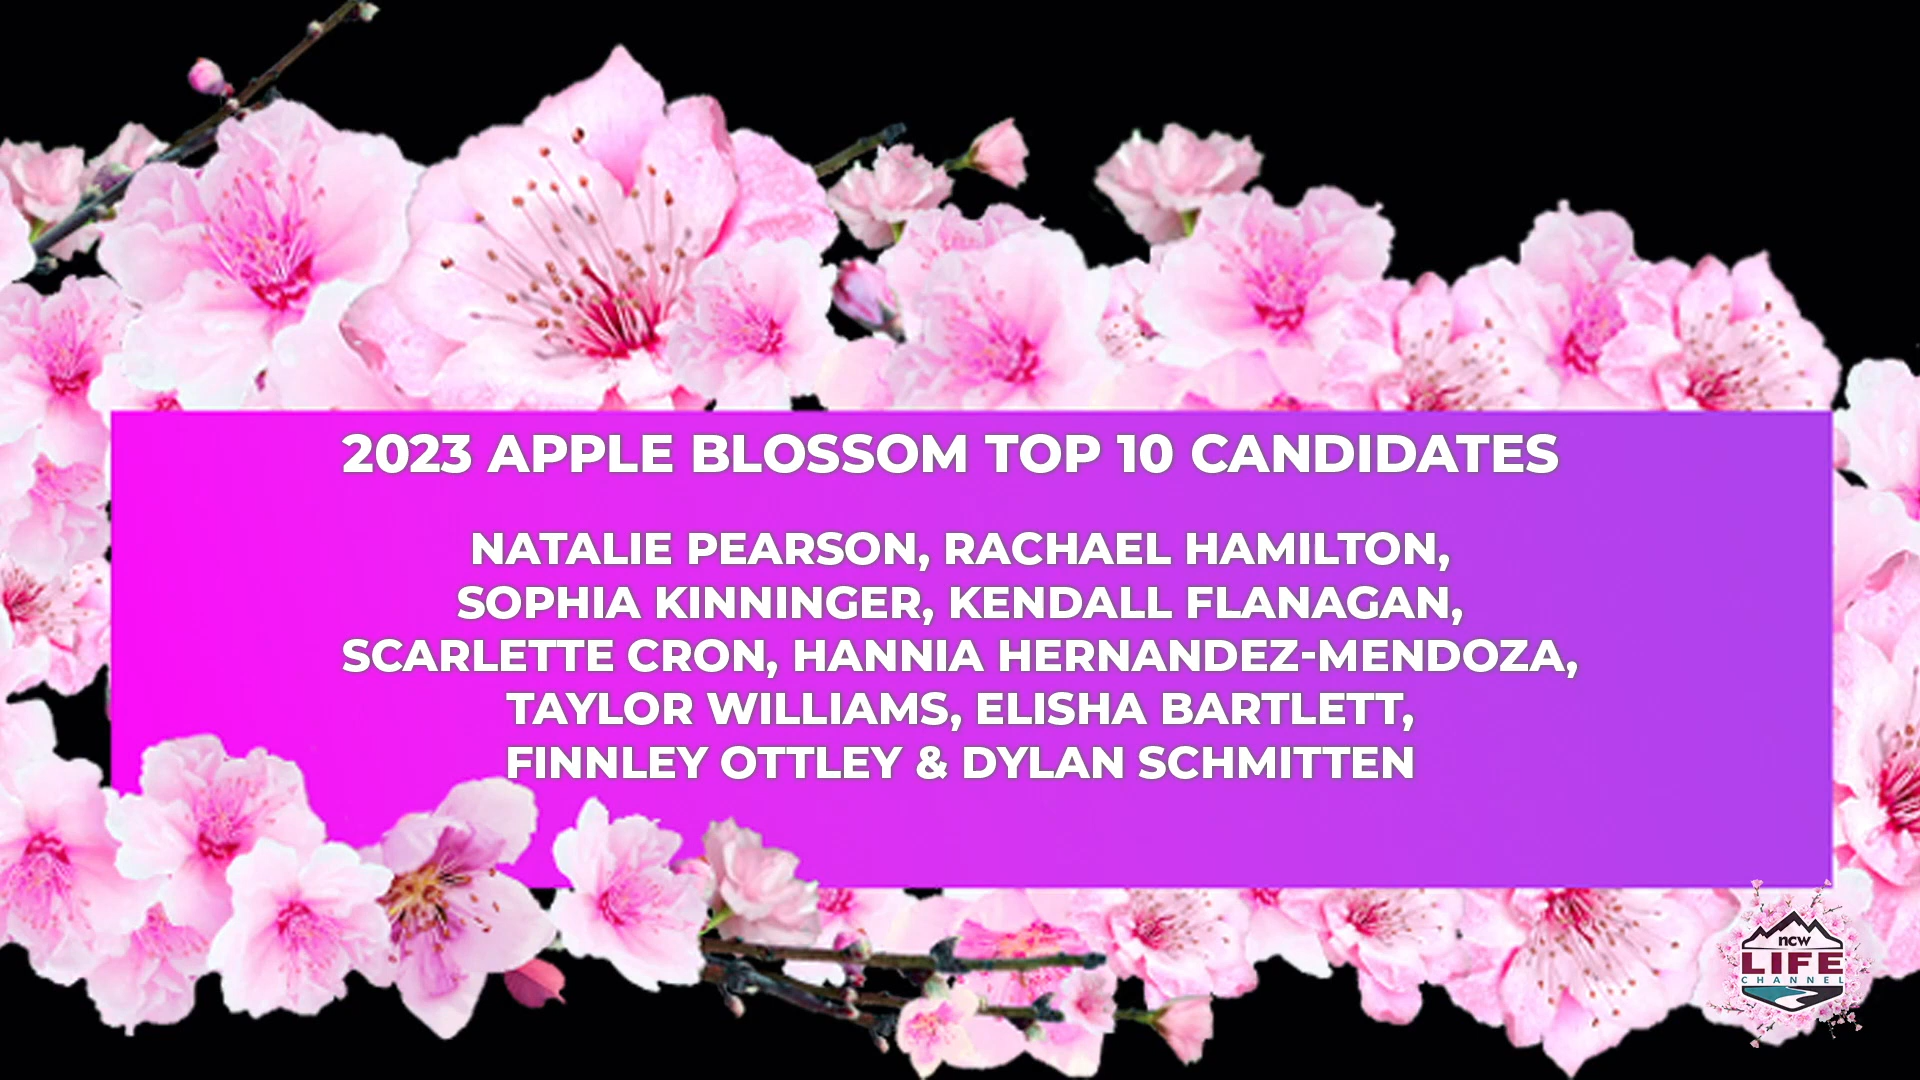 2023 APPLE BLOSSOM TOP 10 CANDIDATES
NATALIE PEARSON, RACHAEL HAMILTON,
SOPHIA KINNINGER, KENDALL FLANAGAN,
SCARLETTE CRON, HANNIA HERNANDEZ-MENDOZA,
TAYLOR WILLIAMS, ELISHA BARTLETT,
FINNLEY OTTLEY & DYLAN SCHMITTEN
ncw
LIFE
CHANNEL